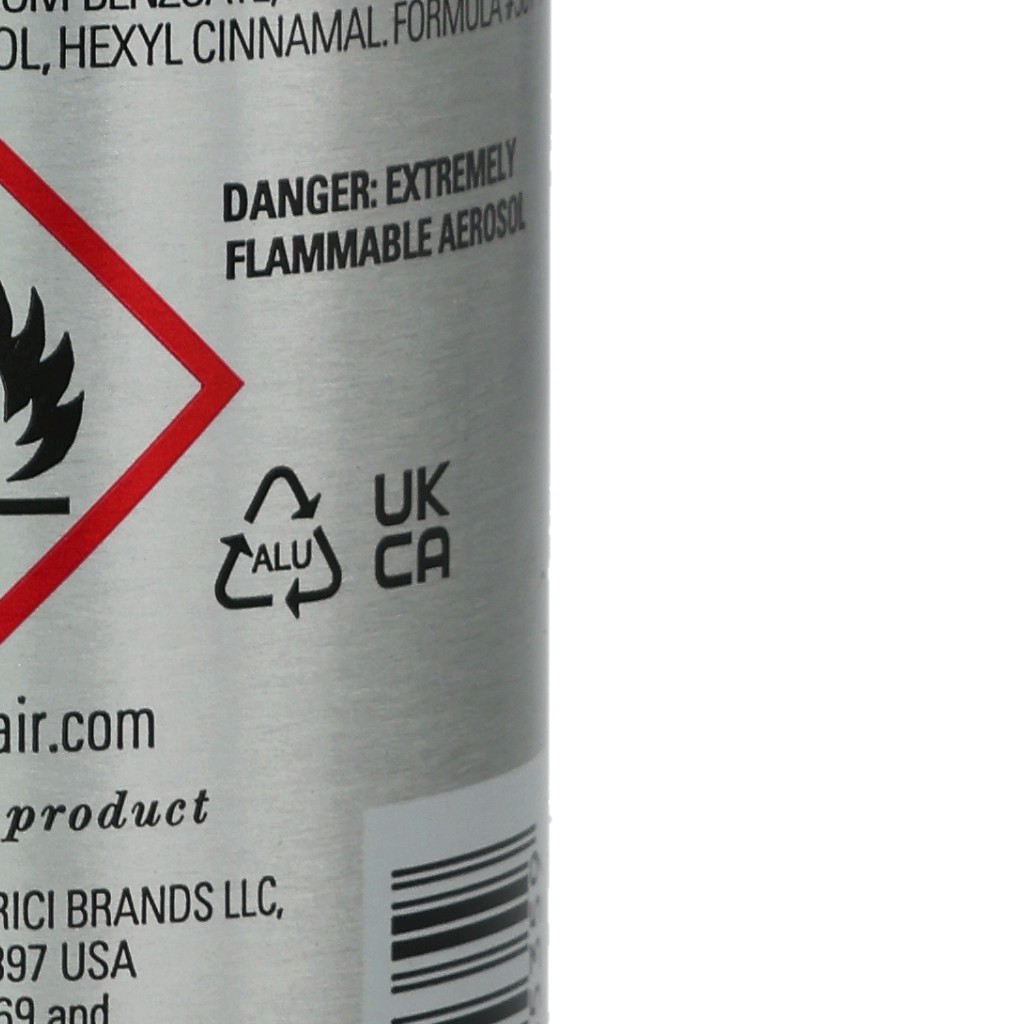 OL, HEXYL CINNAMAL. FORMULA
DANGER: EXTREMELY
FLAMMABLE AEROSOL
ALU
UK
CA
air.com
product
RICI BRANDS LLC,
897 USA
69 and